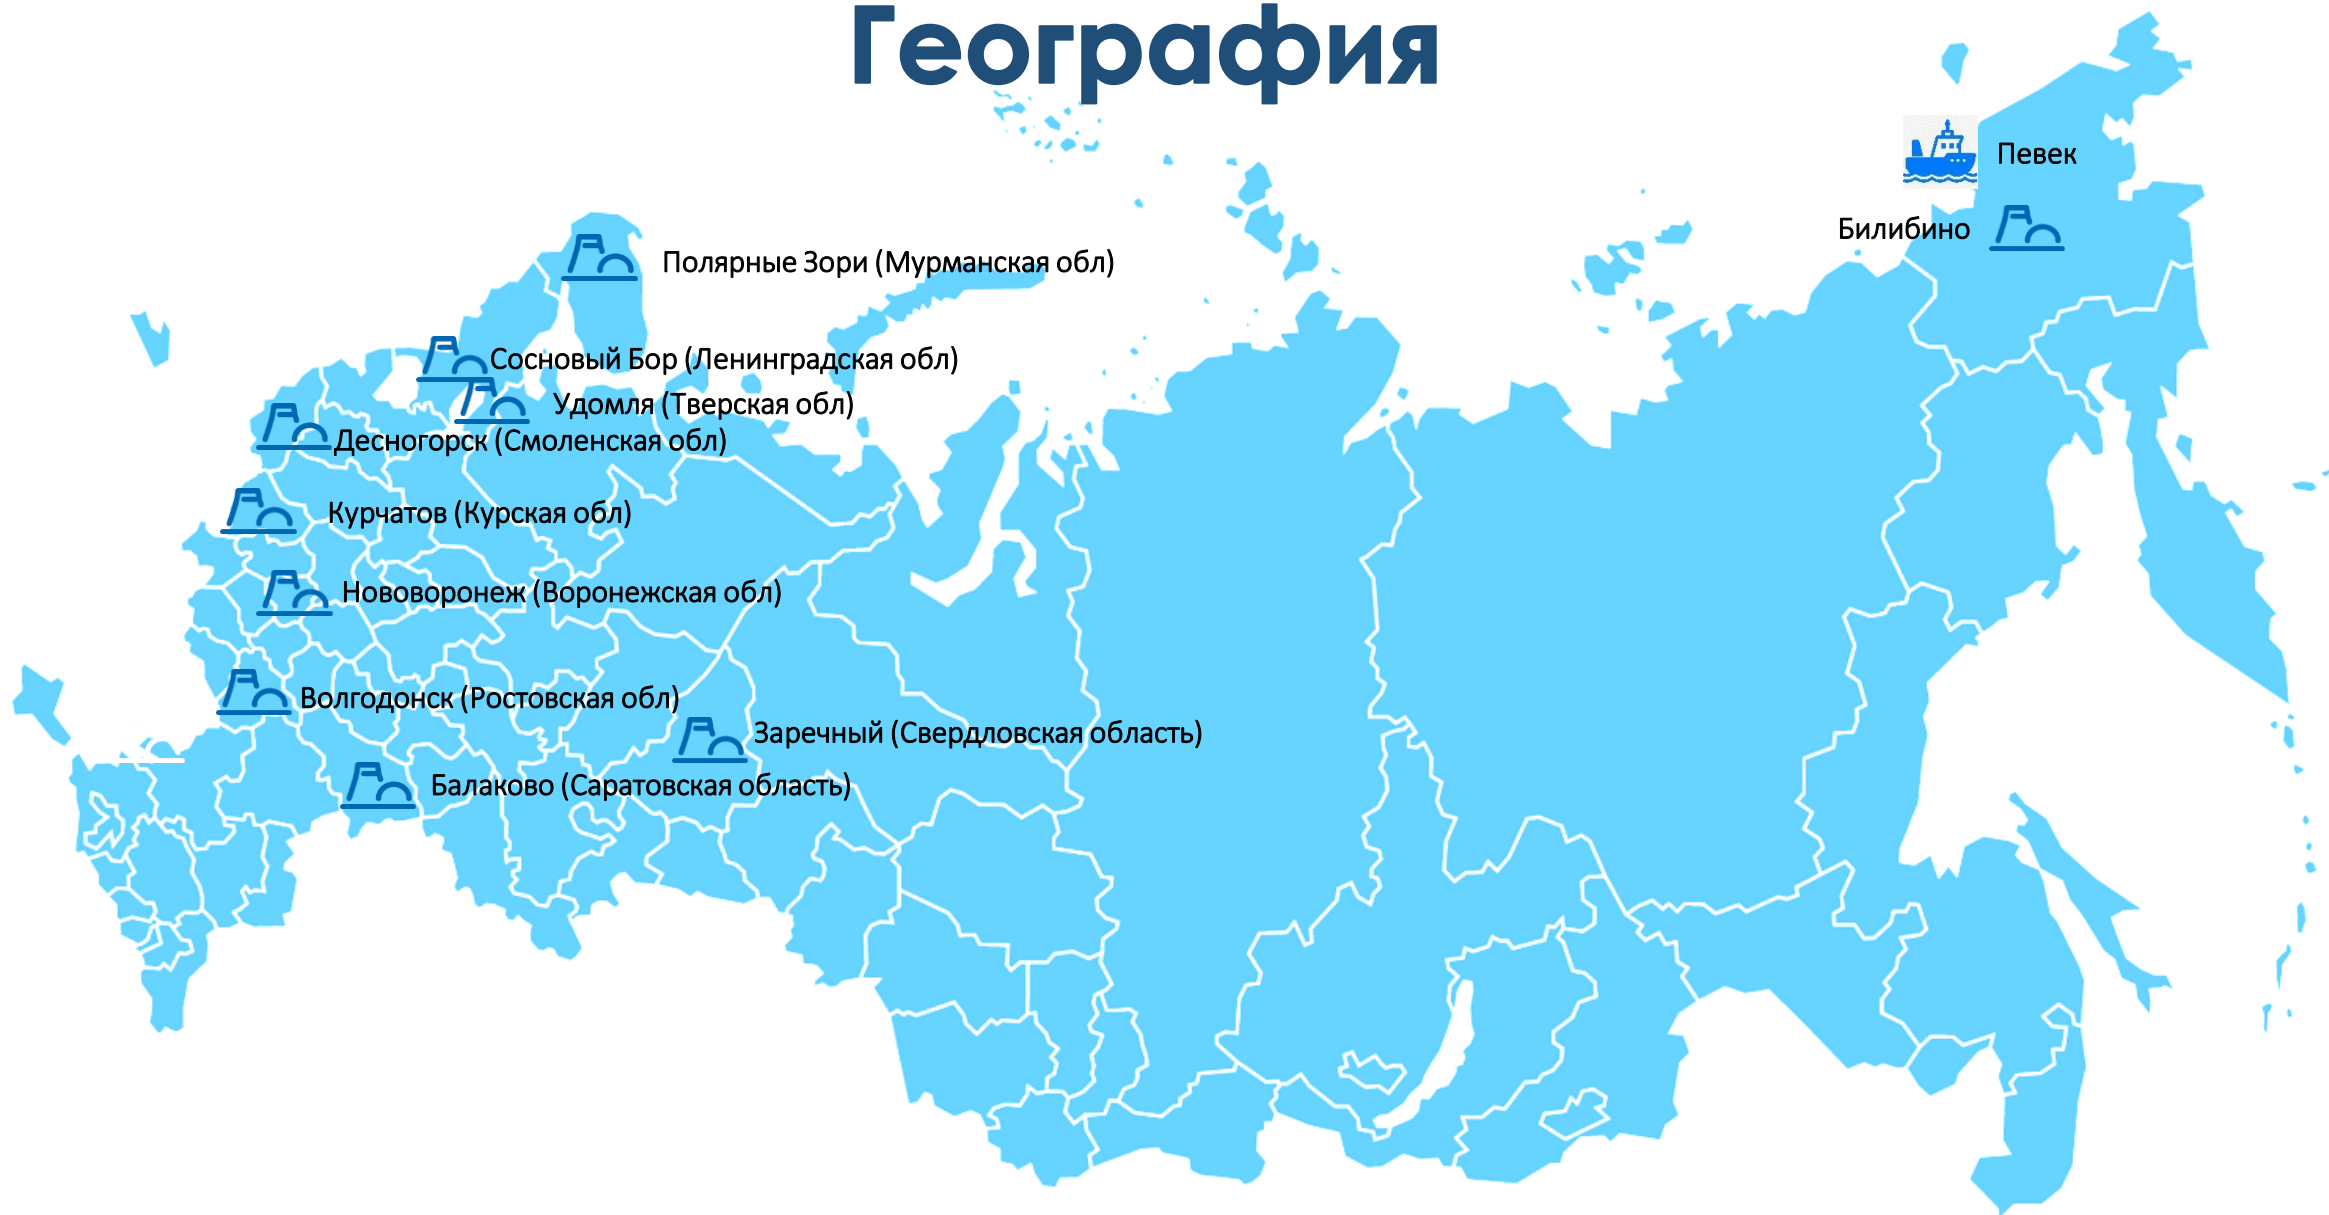 География
Певек
Билибино
Полярные Зори (Мурманская обл)
Сосновый Бор (Ленинградская обл)
Удомля (Тверская обл)
Десногорск (Смоленская обл)
Курчатов (Курская обл)
Нововоронеж (Воронежская обл)
Волгодонск (Ростовская обл)
Заречный (Свердловская область)
Балаково (Саратовская область)